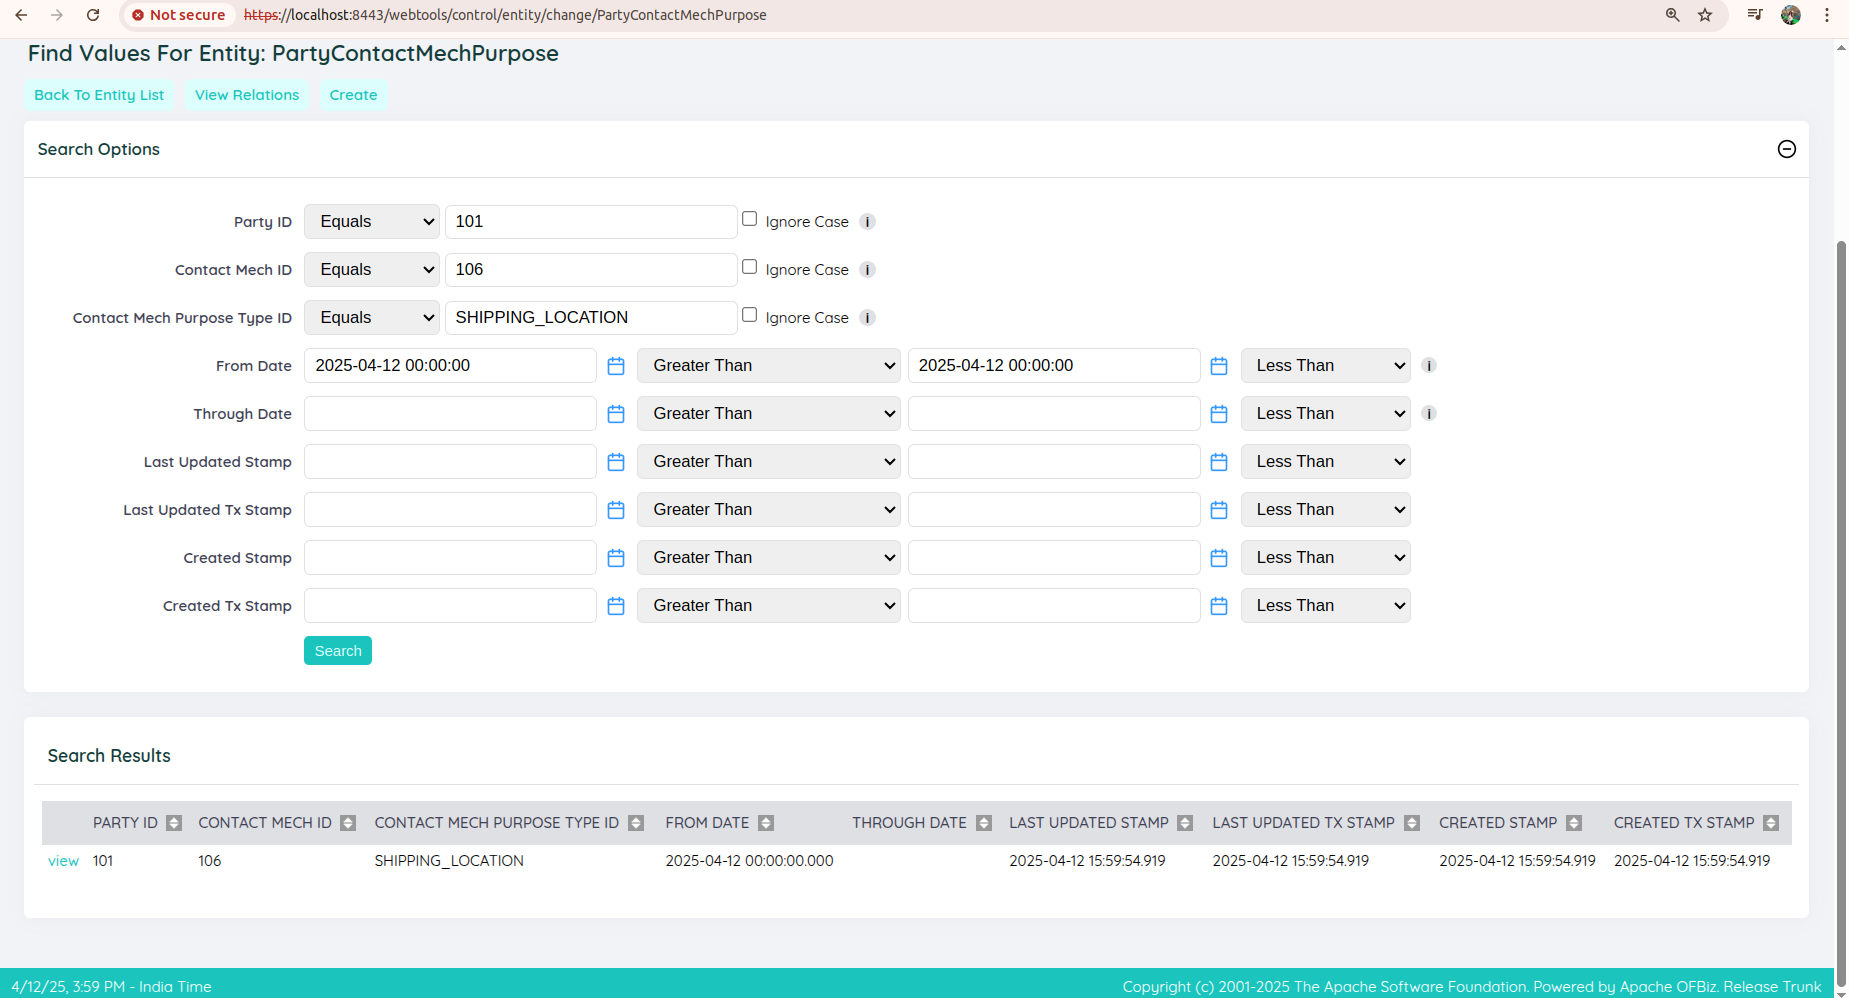 Not secure https://localhost:8443/webtools/control/entity/change/PartyContactMechPurpose
Find Values For Entity: PartyContactMechPurpose
Back To Entity List View Relations Create
Search Options
Party ID Equals 101 Ignore Case i
Contact Mech ID Equals 106 Ignore Case i
Contact Mech Purpose Type ID Equals SHIPPING_LOCATION Ignore Case i
From Date 2025-04-12 00:00:00 Greater Than 2025-04-12 00:00:00 Less Than i
Through Date Greater Than Less Than i
Last Updated Stamp Greater Than Less Than
Last Updated Tx Stamp Greater Than Less Than
Created Stamp Greater Than Less Than
Created Tx Stamp Greater Than Less Than
Search
Search Results
PARTY ID CONTACT MECH ID CONTACT MECH PURPOSE TYPE ID FROM DATE THROUGH DATE LAST UPDATED STAMP LAST UPDATED TX STAMP CREATED STAMP CREATED TX STAMP
view 101 106 SHIPPING_LOCATION 2025-04-12 00:00:00.000 2025-04-12 15:59:54.919 2025-04-12 15:59:54.919 2025-04-12 15:59:54.919 2025-04-12 15:59:54.919
4/12/25, 3:59 PM - India Time Copyright (c) 2001-2025 The Apache Software Foundation. Powered by Apache OFBiz. Release Trunk